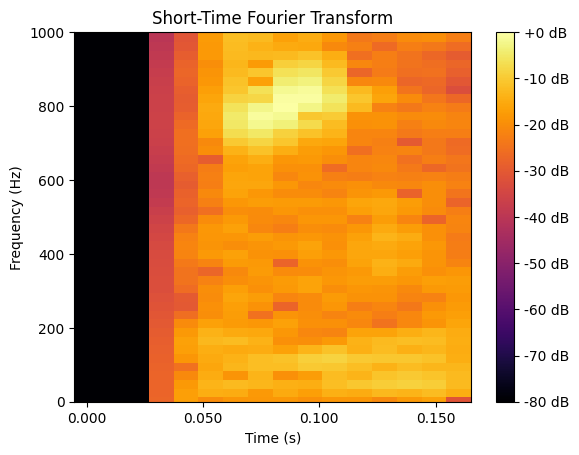 Short-Time Fourier Transform
1000
800
600
400
200
0
Frequency (Hz)
0.000
0.050
0.100
0.150
Time (s)
+0 dB
-10 dB
-20 dB
-30 dB
-40 dB
-50 dB
-60 dB
-70 dB
-80 dB